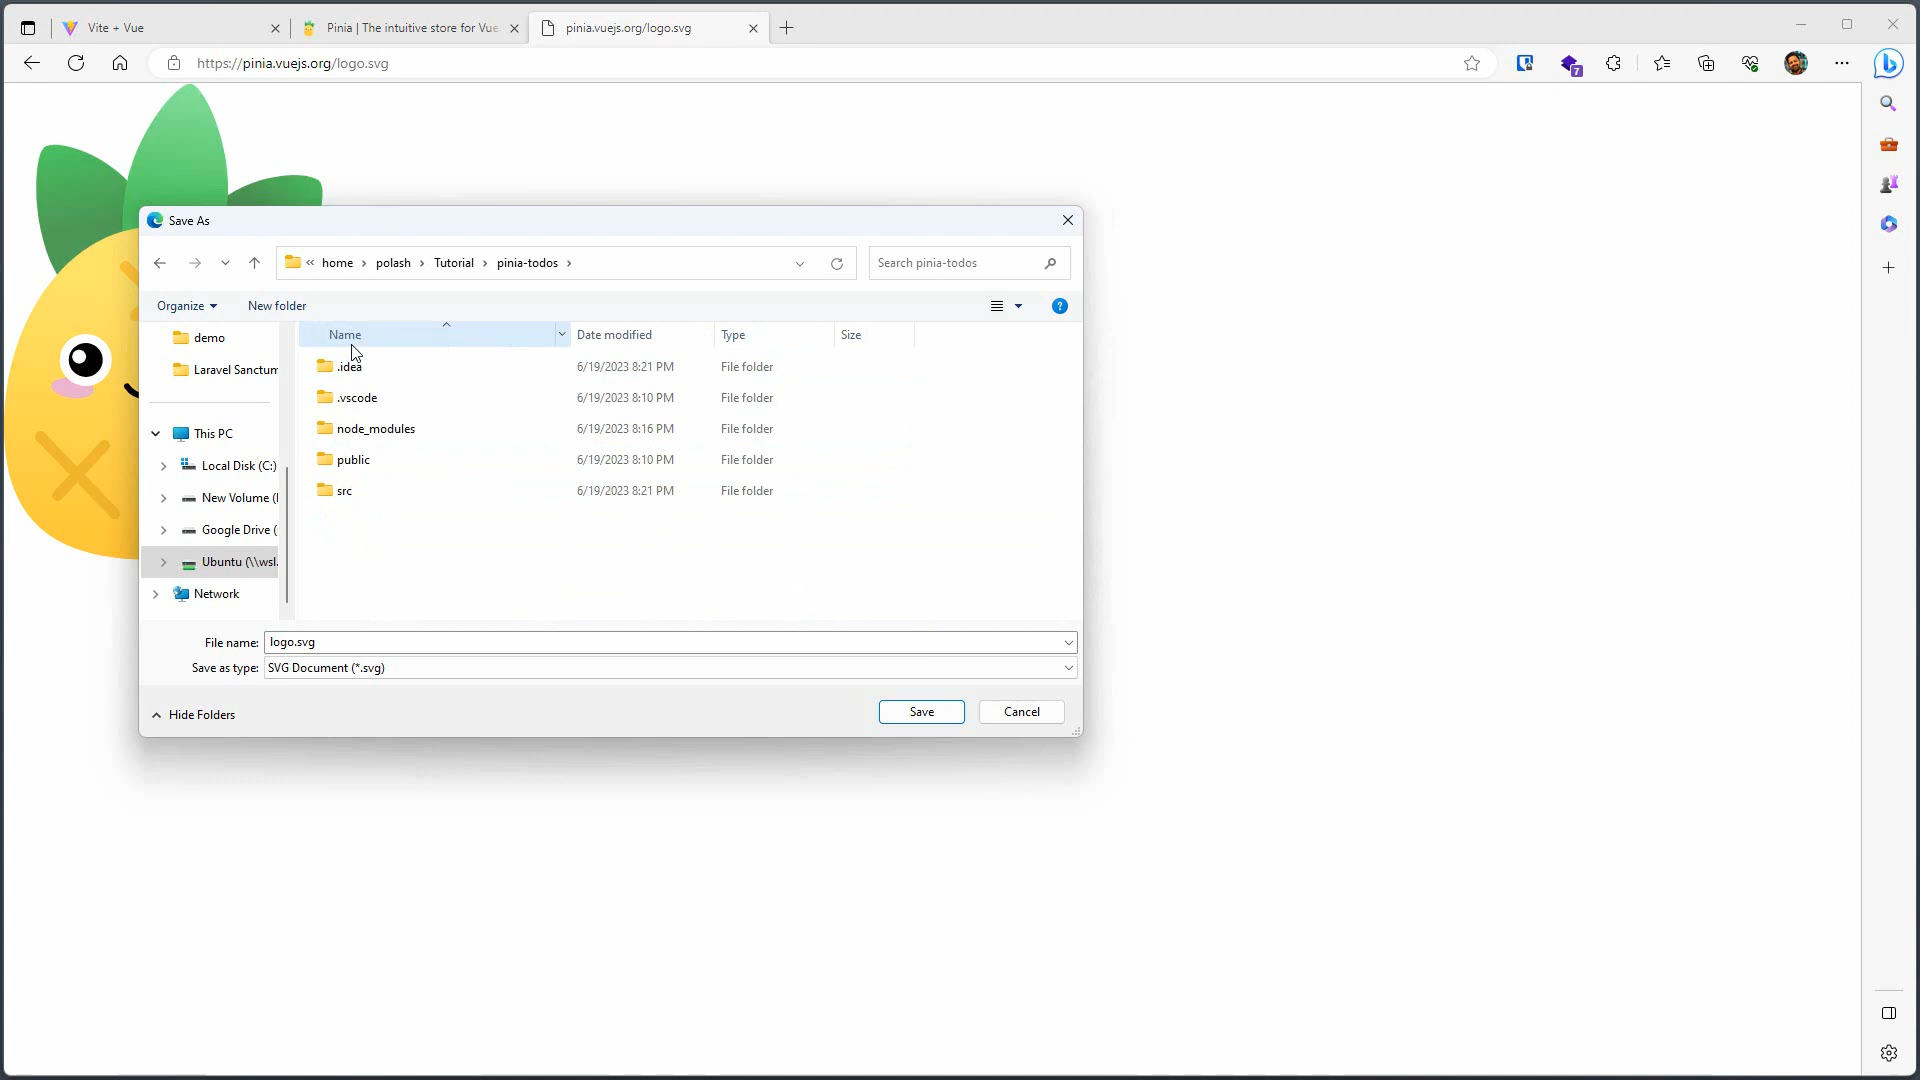 Vite + Vue
Pinia | The intuitive store for Vue
pinia.vuejs.org/logo.svg
https://pinia.vuejs.org/logo.svg
7
Save As
« home › polash › Tutorial › pinia-todos ›
Search pinia-todos
Organize
New folder
?
demo
Laravel Sanctum
This PC
Local Disk (C:)
New Volume (
Google Drive (
Ubuntu (\\wsl.
Network
Name
Date modified
Type
Size
.idea
6/19/2023 8:21 PM
File folder
.vscode
6/19/2023 8:10 PM
File folder
node_modules
6/19/2023 8:16 PM
File folder
public
6/19/2023 8:10 PM
File folder
src
6/19/2023 8:21 PM
File folder
File name: logo.svg
Save as type: SVG Document (*.svg)
Hide Folders
Save
Cancel